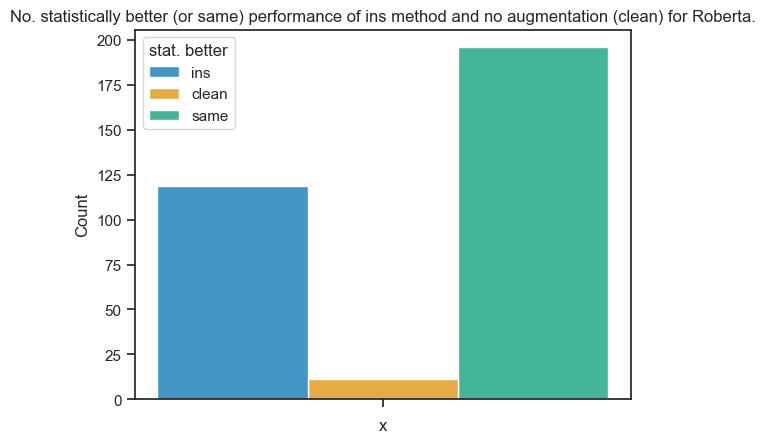 No. statistically better (or same) performance of ins method and no augmentation (clean) for Roberta.
200
175
150
125
100
75
50
25
0
Count
stat. better
ins
clean
same
x